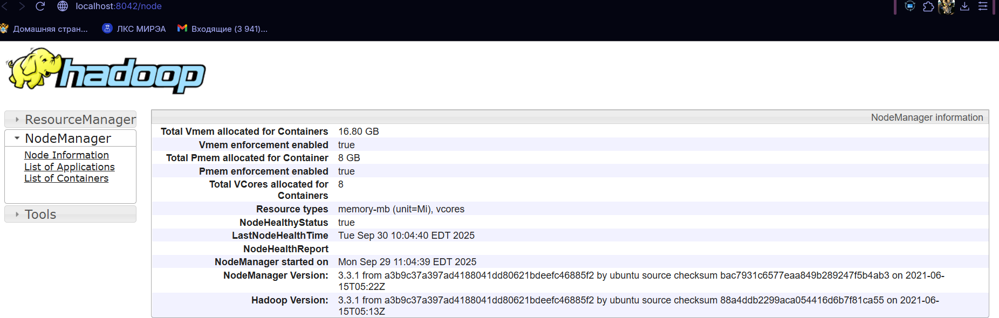 localhost:8042/node
Домашняя стран... ЛКС МИРЭА Входящие (3 941)...
hadoop
ResourceManager
NodeManager
Node Information
List of Applications
List of Containers
Tools
NodeManager information
Total Vmem allocated for Containers 16.80 GB
Vmem enforcement enabled true
Total Pmem allocated for Container 8 GB
Pmem enforcement enabled true
Total VCores allocated for 8
Containers
Resource types memory-mb (unit=Mi), vcores
NodeHealthyStatus true
LastNodeHealthTime Tue Sep 30 10:04:40 EDT 2025
NodeHealthReport
NodeManager started on Mon Sep 29 11:04:39 EDT 2025
NodeManager Version: 3.3.1 from a3b9c37a397ad4188041dd80621bdeefc46885f2 by ubuntu source checksum bac7931c6577eaa849b289247f5b4ab3 on 2021-06-
15T05:22Z
Hadoop Version: 3.3.1 from a3b9c37a397ad4188041dd80621bdeefc46885f2 by ubuntu source checksum 88a4ddb2299aca054416d6b7f81ca55 on 2021-06-
15T05:13Z